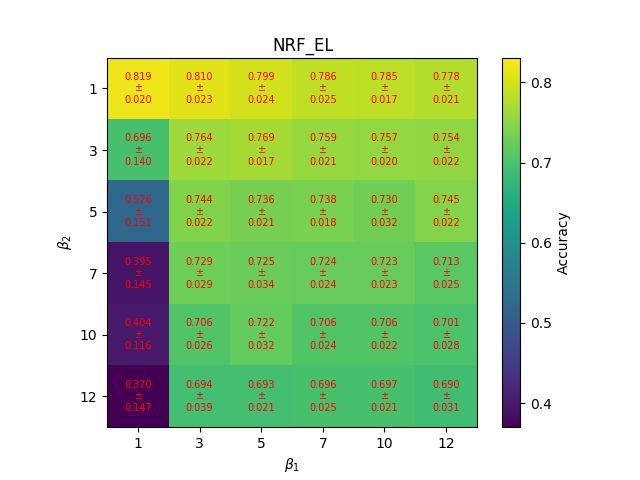 NRF_EL
0.819 0.810 0.799 0.786 0.785 0.778
± ± ± ± ± ±
0.020 0.023 0.024 0.025 0.017 0.021
1
0.696 0.764 0.769 0.759 0.757 0.754
± ± ± ± ± ±
0.140 0.022 0.017 0.021 0.020 0.022
3
0.526 0.744 0.736 0.738 0.730 0.745
± ± ± ± ± ±
0.151 0.022 0.021 0.018 0.032 0.022
5
0.395 0.729 0.725 0.724 0.723 0.713
± ± ± ± ± ±
0.145 0.029 0.034 0.024 0.023 0.025
7
0.404 0.706 0.722 0.706 0.706 0.701
± ± ± ± ± ±
0.116 0.026 0.032 0.024 0.022 0.028
10
0.370 0.694 0.693 0.696 0.697 0.690
± ± ± ± ± ±
0.147 0.039 0.021 0.025 0.021 0.031
12
β₂
1 3 5 7 10 12
β₁
0.8
0.7
0.6
0.5
0.4
Accuracy